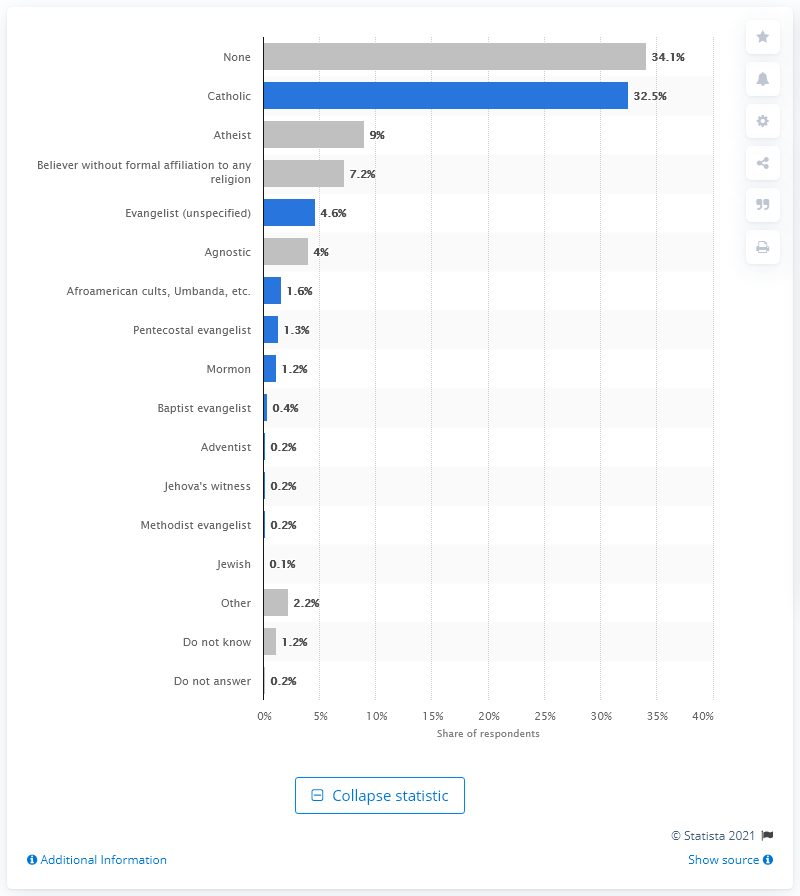 None
34.1%
Catholic
32.5%
Atheist
9%
Believer without formal affiliation to any
religion
7.2%
Evangelist (unspecified)
4.6%
Agnostic
4%
Afroamerican cults, Umbanda, etc.
1.6%
Pentecostal evangelist
1.3%
Mormon
1.2%
Baptist evangelist
0.4%
Adventist
0.2%
Jehova's witness
0.2%
Methodist evangelist
0.2%
Jewish
0.1%
Other
2.2%
Do not know
1.2%
Do not answer
0.2%
0% 5% 10% 15% 20% 25% 30% 35% 40%
Share of respondents
Collapse statistic
© Statista 2021
Additional Information
Show source